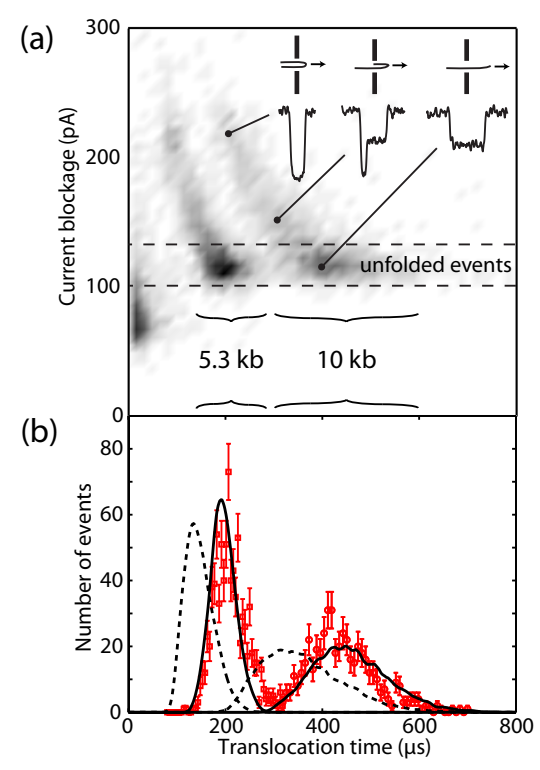 (a)
300
200
100
0
Current blockage (pA)
unfolded events
5.3 kb
10 kb
(b)
80
60
40
20
0
Number of events
0
200
400
600
800
Translocation time (μs)